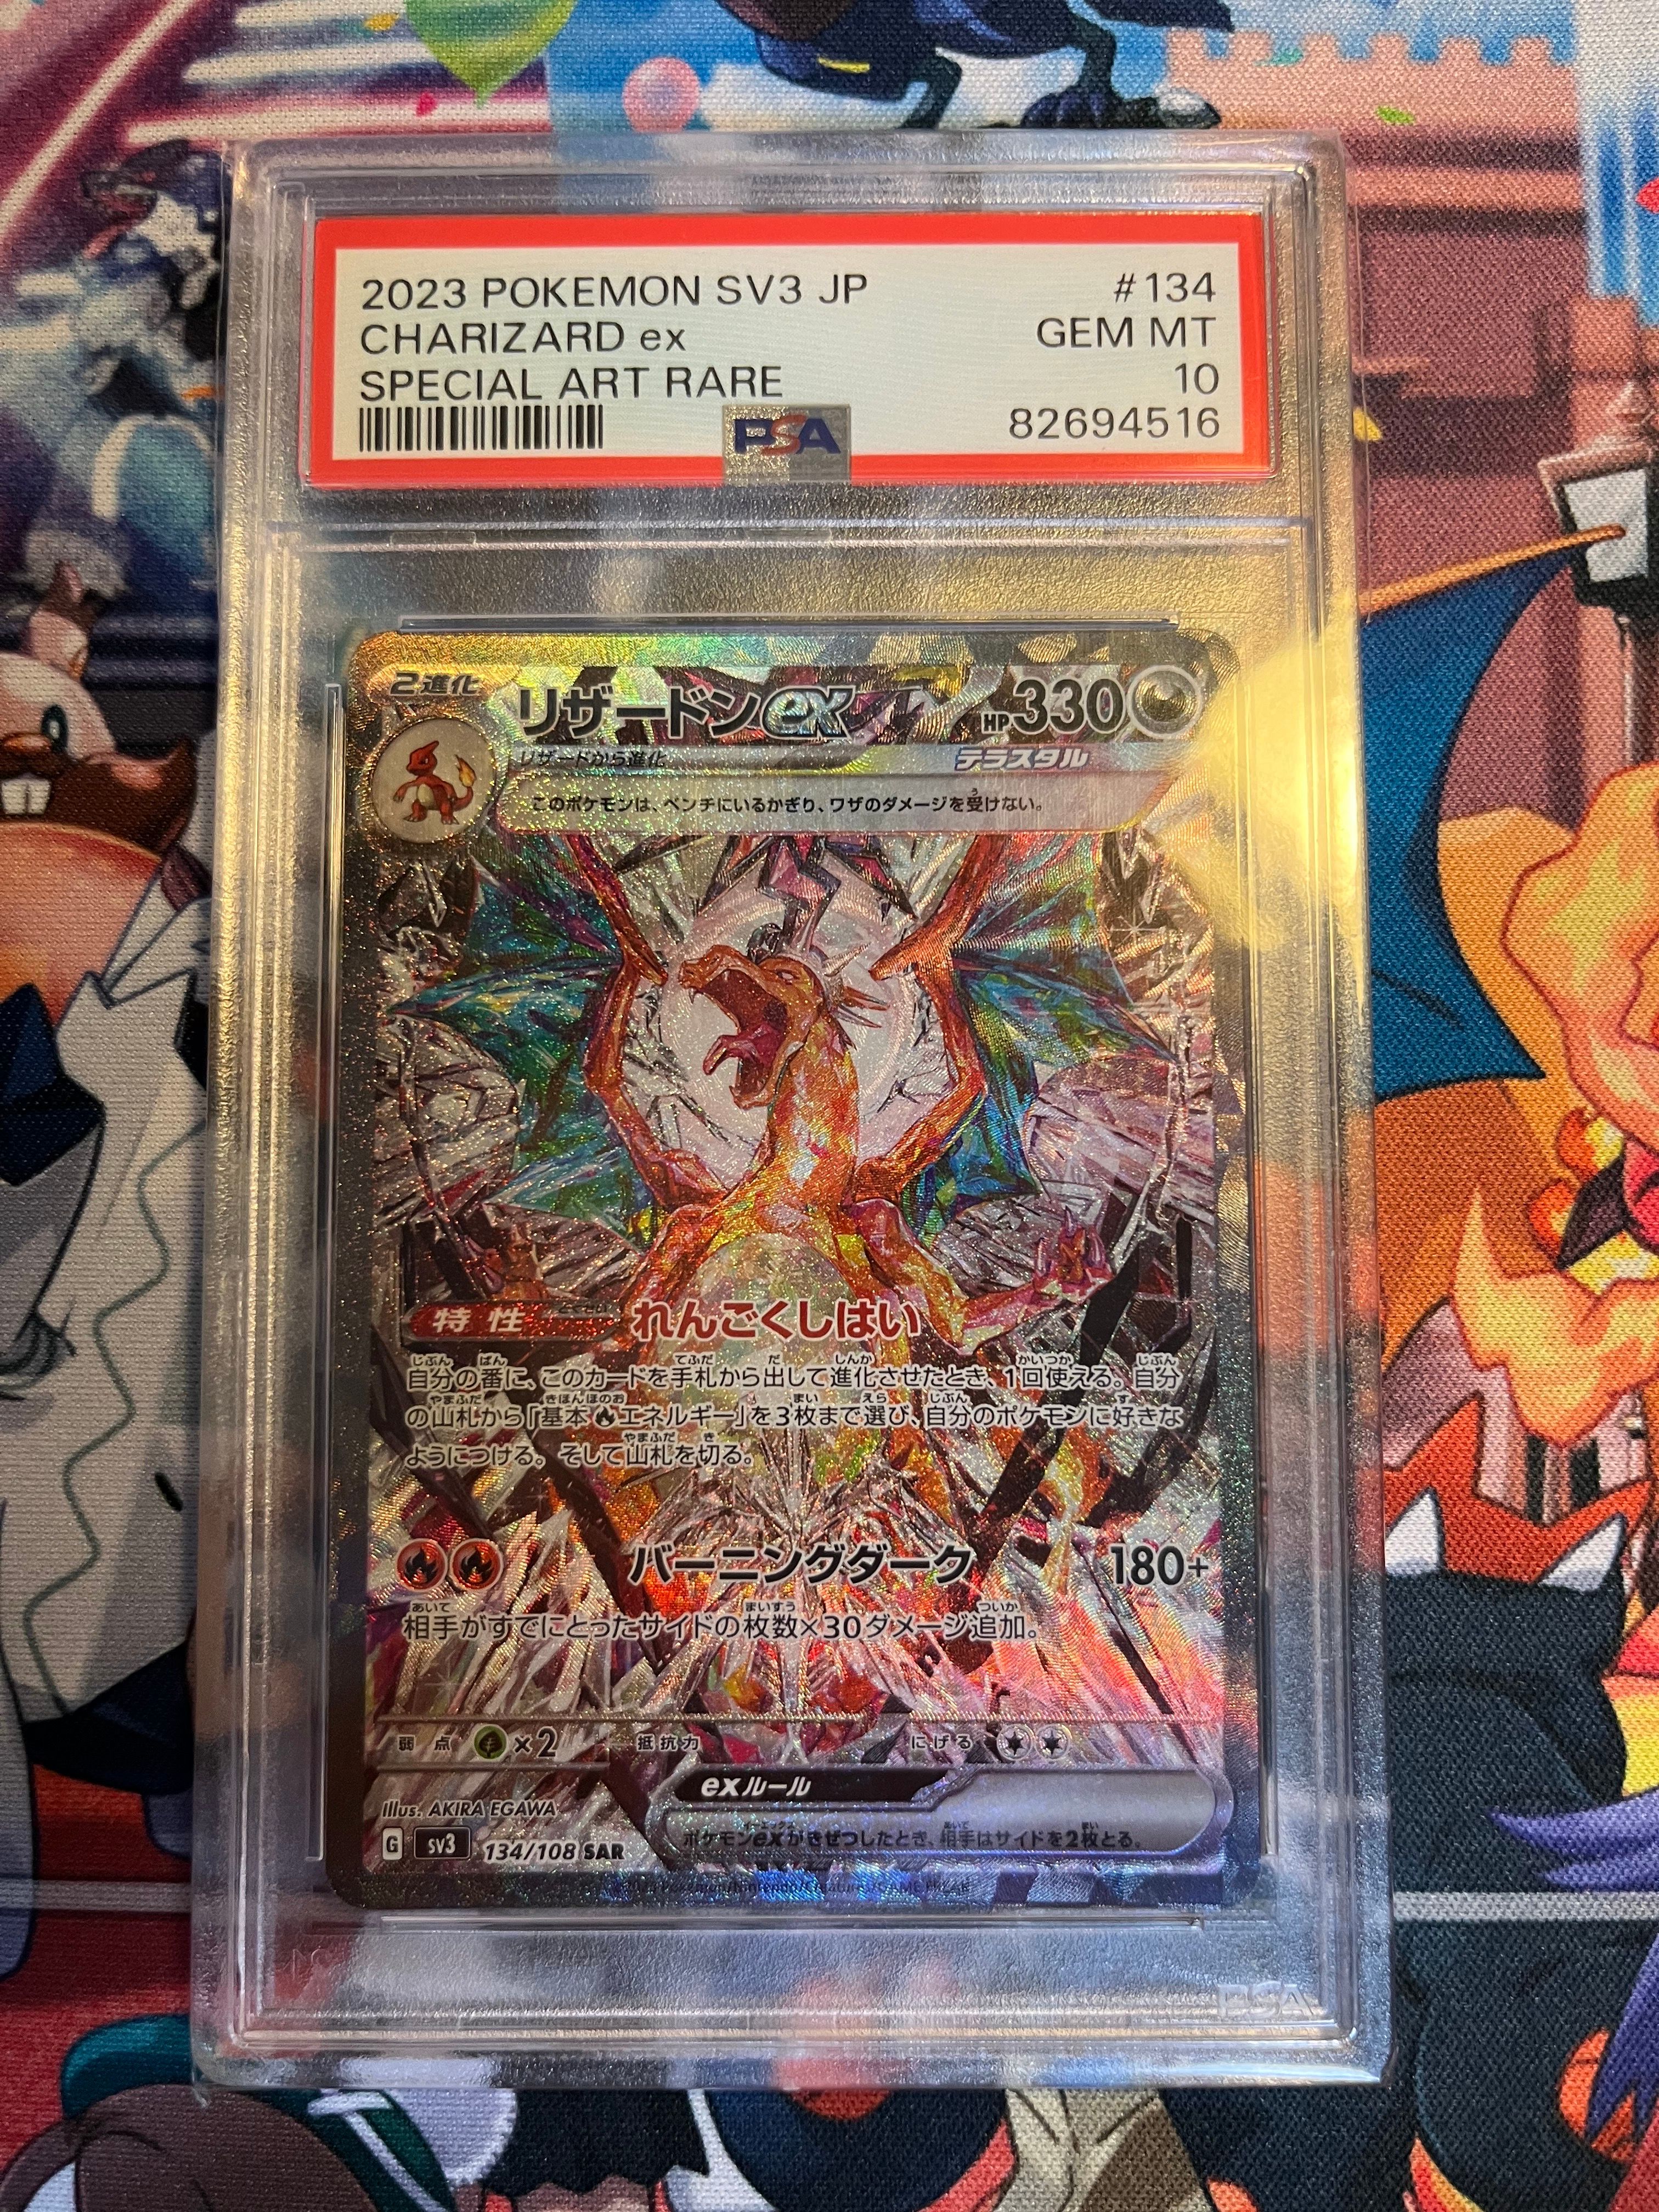 2023 POKEMON SV3 JP #134
CHARIZARD ex GEM MT
SPECIAL ART RARE 10
PSA 82694516
2進化 リザードンex HP330
リザードから進化 テラスタル
このポケモンは、ベンチにいるかぎり、ワザのダメージを受けない。
特性 れんごくしはい
自分の番に、このカードを手札から出して進化させたとき、1回使える。自分
の山札から「基本エネルギー」を3枚まで選び、自分のポケモンに好きな
ようにつける。そして山札を切る。
バーニングダーク 180+
相手がすでにとったサイドの枚数×30ダメージ追加。
弱点 ×2 抵抗力 にげる
exルール
Illus. AKIRA EGAWA
ポケモンexがきぜつしたとき、相手はサイドを2枚とる。
G sv3 134/108 SAR
PSA